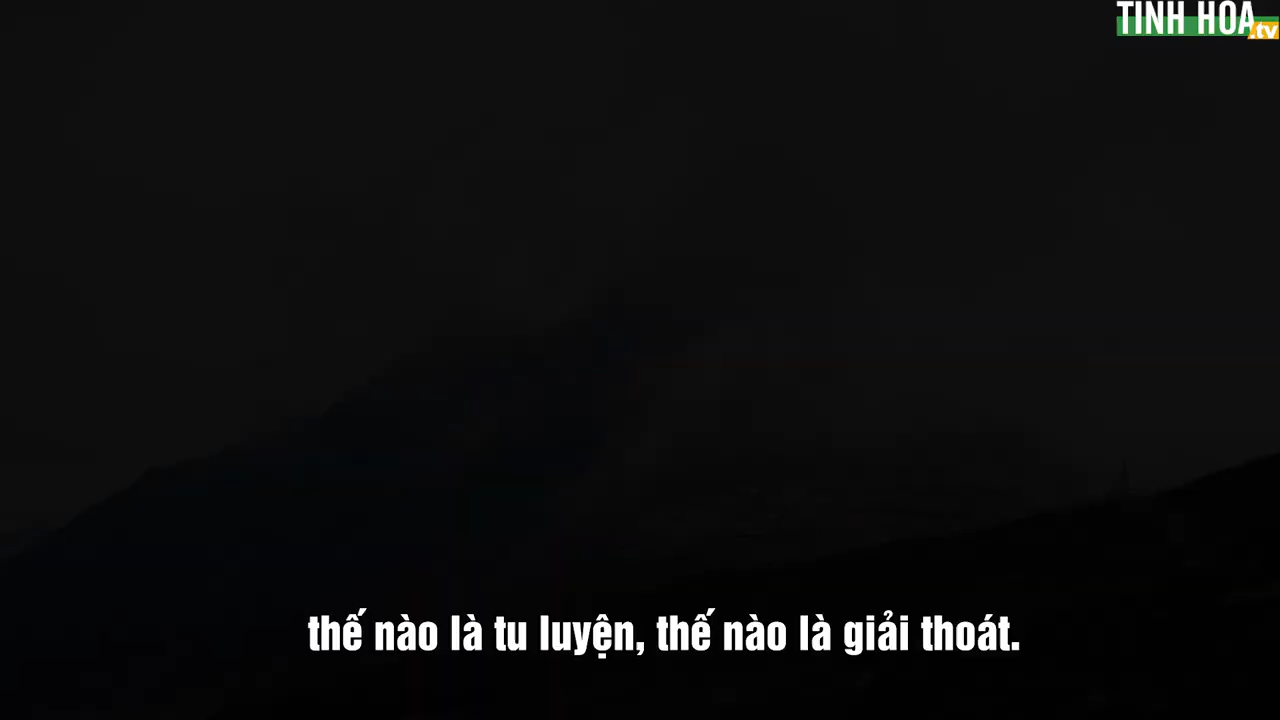 TINH HOA
.tv
thế nào là tu luyện, thế nào là giải thoát.